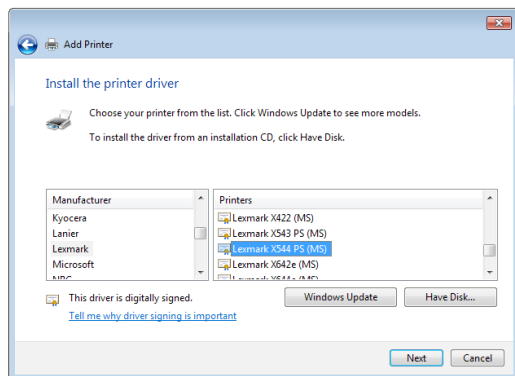 Add Printer
Install the printer driver
Choose your printer from the list. Click Windows Update to see more models.
To install the driver from an installation CD, click Have Disk.
Manufacturer
Kyocera
Lanier
Lexmark
Microsoft
Printers
Lexmark X422 (MS)
Lexmark X543 PS (MS)
Lexmark X544 PS (MS)
Lexmark X642e (MS)
This driver is digitally signed.
Tell me why driver signing is important
Windows Update
Have Disk...
Next
Cancel